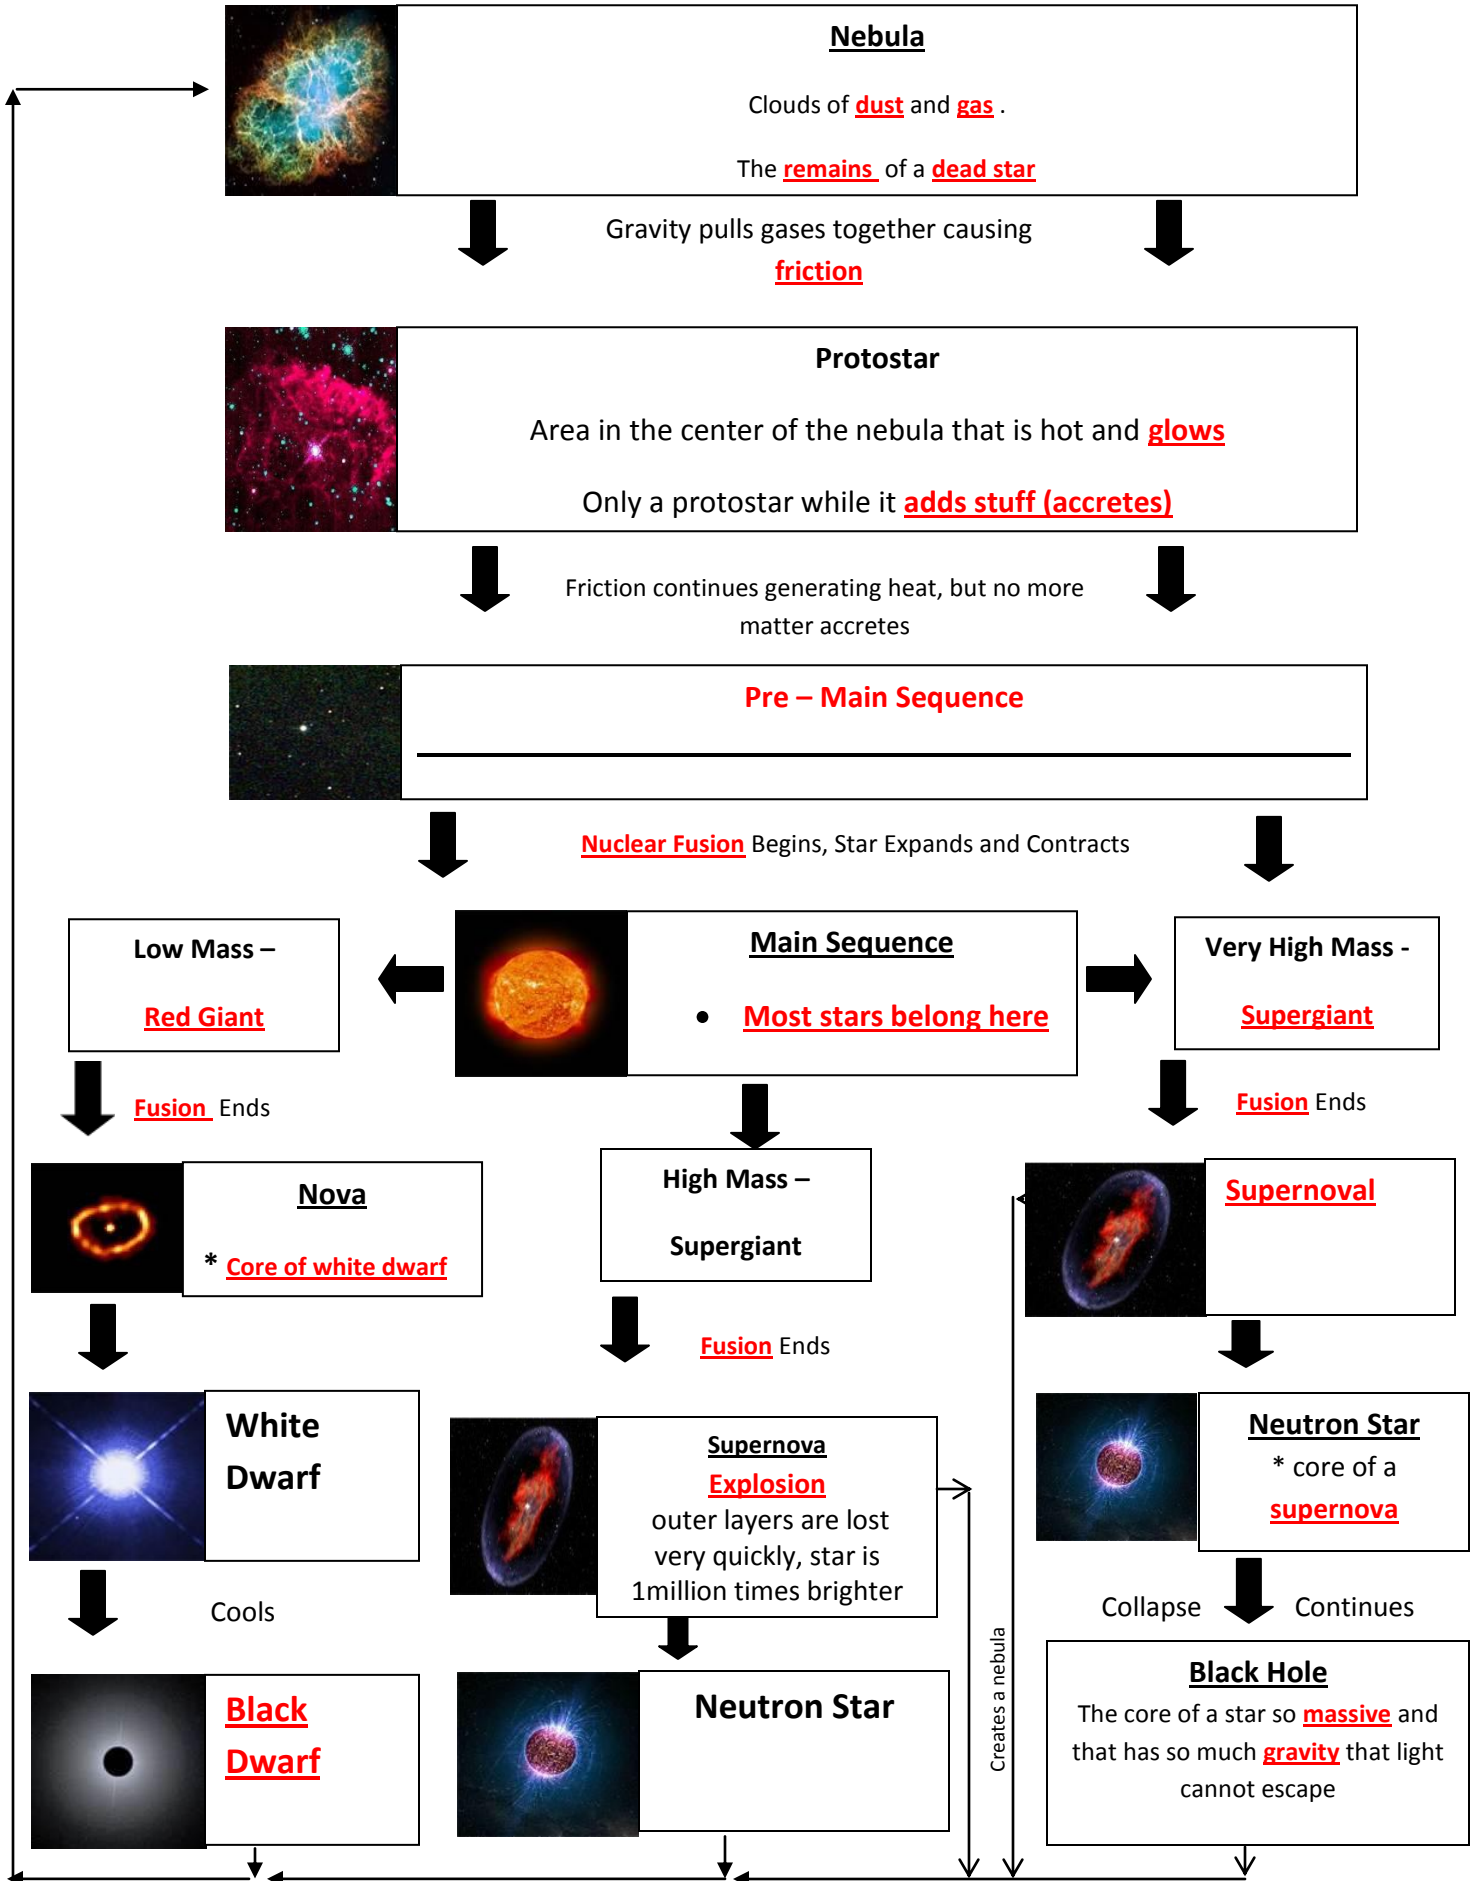 Nebula
Clouds of dust and gas .
The remains of a dead star
Gravity pulls gases together causing
friction
Protostar
Area in the center of the nebula that is hot and glows
Only a protostar while it adds stuff (accretes)
Friction continues generating heat, but no more
matter accretes
Pre – Main Sequence
Nuclear Fusion Begins, Star Expands and Contracts
Low Mass –
Red Giant
Main Sequence
• Most stars belong here
Very High Mass -
Supergiant
Fusion Ends
Fusion Ends
Nova
* Core of white dwarf
High Mass –
Supergiant
Supernoval
Fusion Ends
White
Dwarf
Supernova
Explosion
outer layers are lost
very quickly, star is
1million times brighter
Neutron Star
* core of a
supernova
Cools
Collapse Continues
Creates a nebula
Black
Dwarf
Neutron Star
Black Hole
The core of a star so massive and
that has so much gravity that light
cannot escape